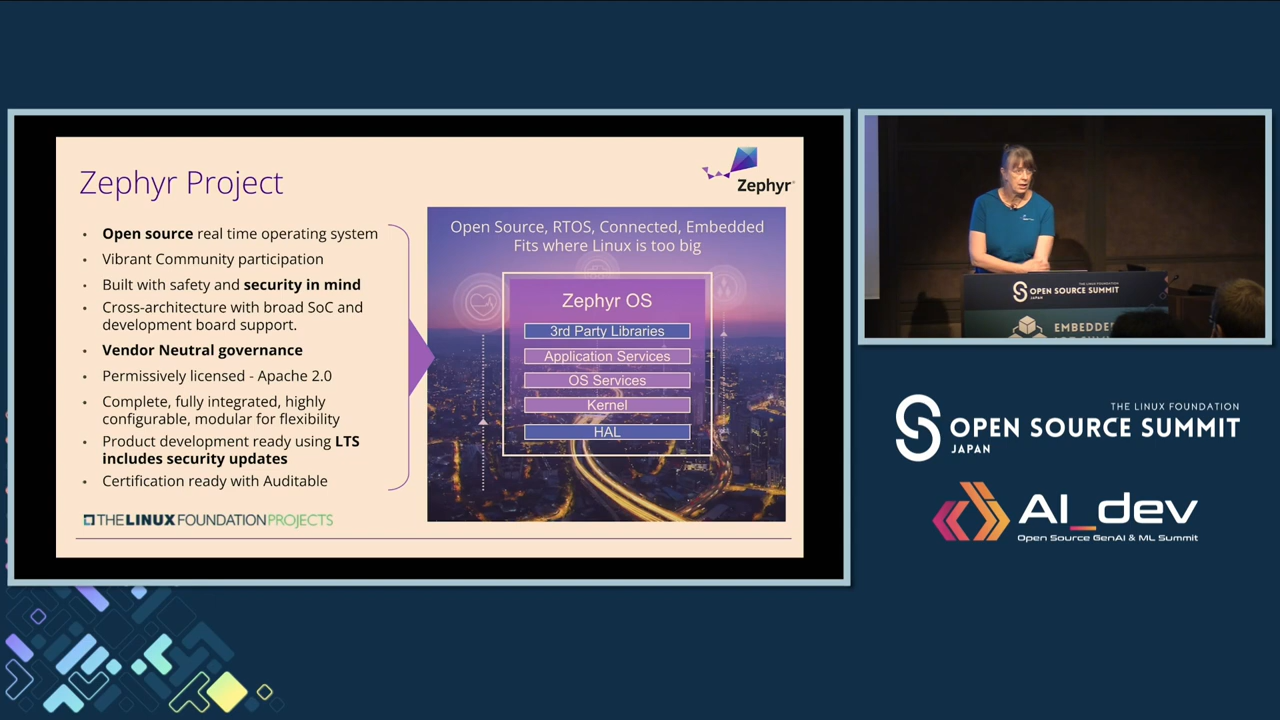 Zephyr Project
Zephyr
Open source real time operating system
Vibrant Community participation
Built with safety and security in mind
Cross-architecture with broad SoC and
development board support.
Vendor Neutral governance
Permissively licensed - Apache 2.0
Complete, fully integrated, highly
configurable, modular for flexibility
Product development ready using LTS
includes security updates
Certification ready with Auditable
THE LINUX FOUNDATION PROJECTS
Open Source, RTOS, Connected, Embedded
Fits where Linux is too big
Zephyr OS
3rd Party Libraries
Application Services
OS Services
Kernel
HAL
THE LINUX FOUNDATION
OPEN SOURCE SUMMIT
JAPAN
EMBEDDED
THE LINUX FOUNDATION
OPEN SOURCE SUMMIT
JAPAN
AI_dev
Open Source GenAI & ML Summit